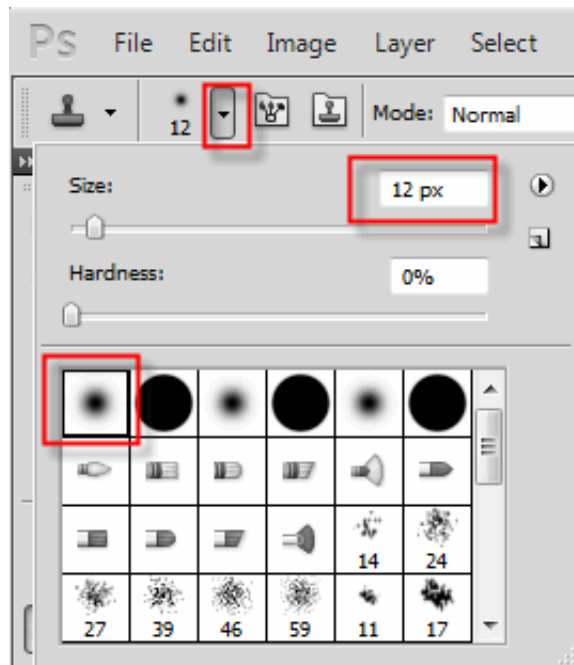 Ps File Edit Image Layer Select
12 Mode: Normal
Size: 12 px
Hardness: 0%
14 24
27 39 46 59 11 17